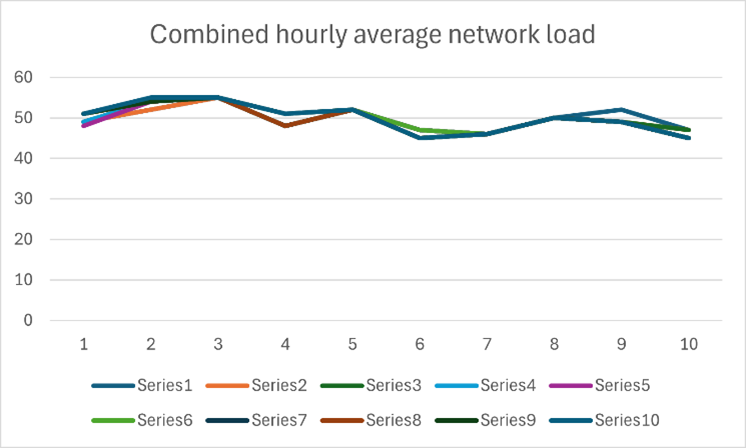 Combined hourly average network load
60
50
40
30
20
10
0
1 2 3 4 5 6 7 8 9 10
Series1 Series2 Series3 Series4 Series5
Series6 Series7 Series8 Series9 Series10